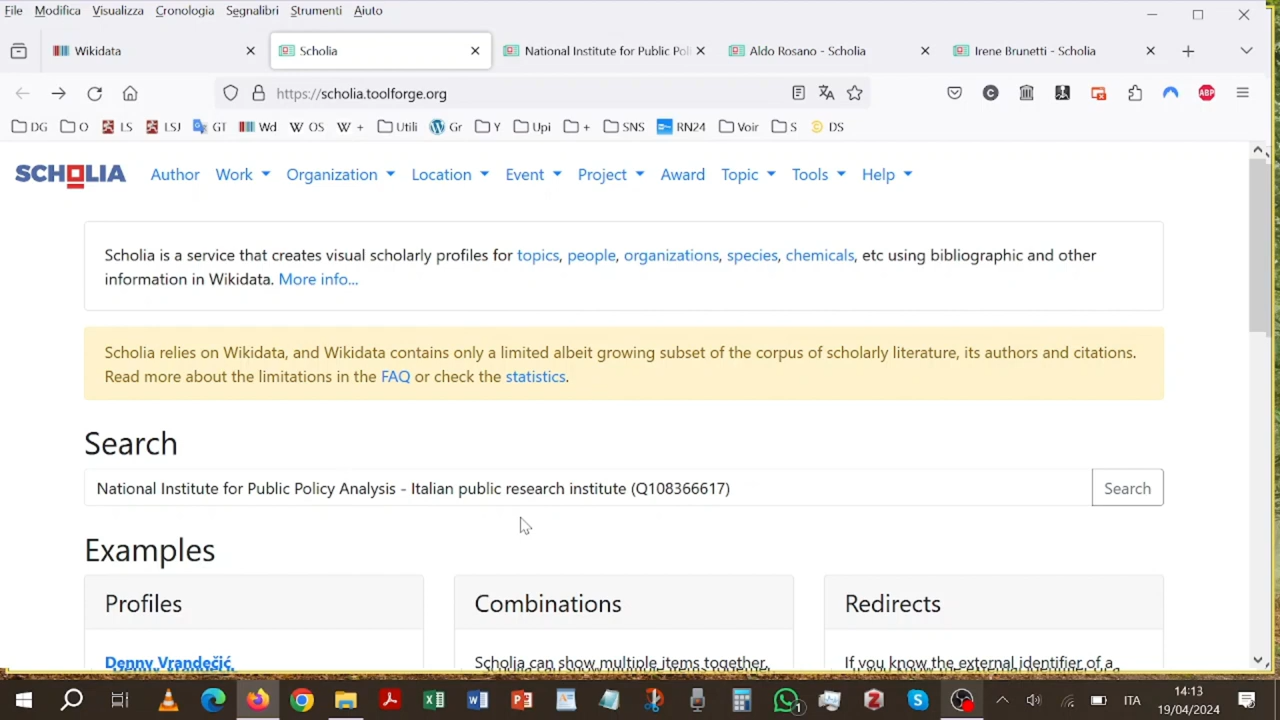 File Modifica Visualizza Cronologia Segnalibri Strumenti Aiuto
Wikidata Scholia National Institute for Public Pol Aldo Rosano - Scholia Irene Brunetti - Scholia
https://scholia.toolforge.org
ABP
DG O LS LSJ GT Wd OS + Utili Gr Y Upi + SNS RN24 Voir S DS
SCHOLIA Author Work Organization Location Event Project Award Topic Tools Help
Scholia is a service that creates visual scholarly profiles for topics, people, organizations, species, chemicals, etc using bibliographic and other
information in Wikidata. More info...
Scholia relies on Wikidata, and Wikidata contains only a limited albeit growing subset of the corpus of scholarly literature, its authors and citations.
Read more about the limitations in the FAQ or check the statistics.
Search
National Institute for Public Policy Analysis - Italian public research institute (Q108366617) Search
Examples
Profiles Combinations Redirects
Denny Vrandečić Scholia can show multiple items together, If you know the external identifier of a
ITA
14:13
19/04/2024